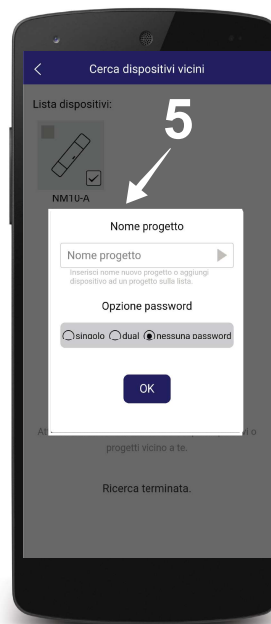 Cerca dispositivi vicini
Lista dispositivi:
5
NM10-A
Nome progetto
Nome progetto
Inserisci nome nuovo progetto o aggiungi
dispositivo ad un progetto sulla lista.
Opzione password
singolo dual nessuna password
OK
progetti vicino a te.
Ricerca terminata.